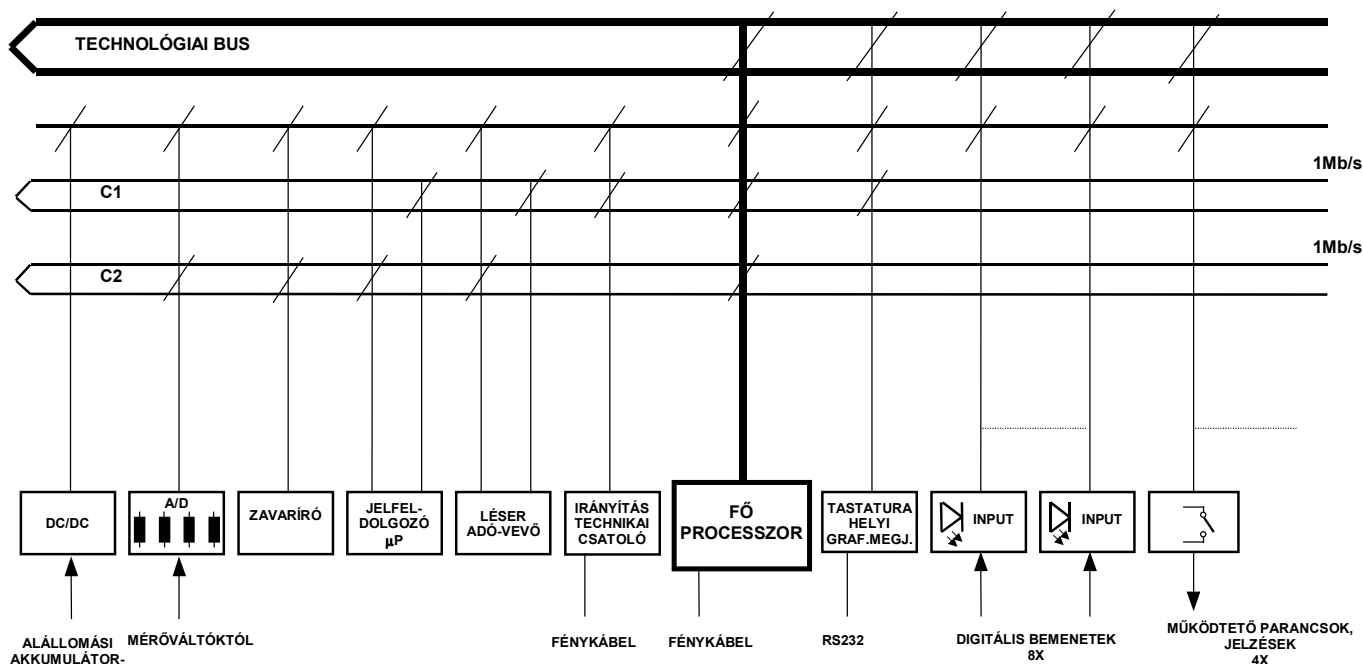 TECHNOLÓGIAI BUS
1Mb/s
C1
1Mb/s
C2
DC/DC
A/D
ZAVARÍRÓ
JELFEL-
DOLGOZÓ
µP
LÉSER
ADÓ-VEVŐ
IRÁNYÍTÁS
TECHNIKAI
CSATOLÓ
FŐ
PROCESSZOR
TASTATURA
HELYI
GRAF.MEGJ.
INPUT
INPUT
ALÁLLOMÁSI
AKKUMULÁTOR-
MÉRŐVÁLTÓKTÓL
FÉNYKÁBEL
FÉNYKÁBEL
RS232
DIGITÁLIS BEMENETEK
8X
MŰKÖDTETŐ PARANCSOK,
JELZÉSEK
4X